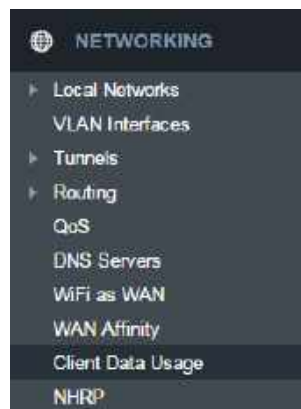 NETWORKING
Local Networks
VLAN Interfaces
Tunnels
Routing
QoS
DNS Servers
WiFi as WAN
WAN Affinity
Client Data Usage
NHRP